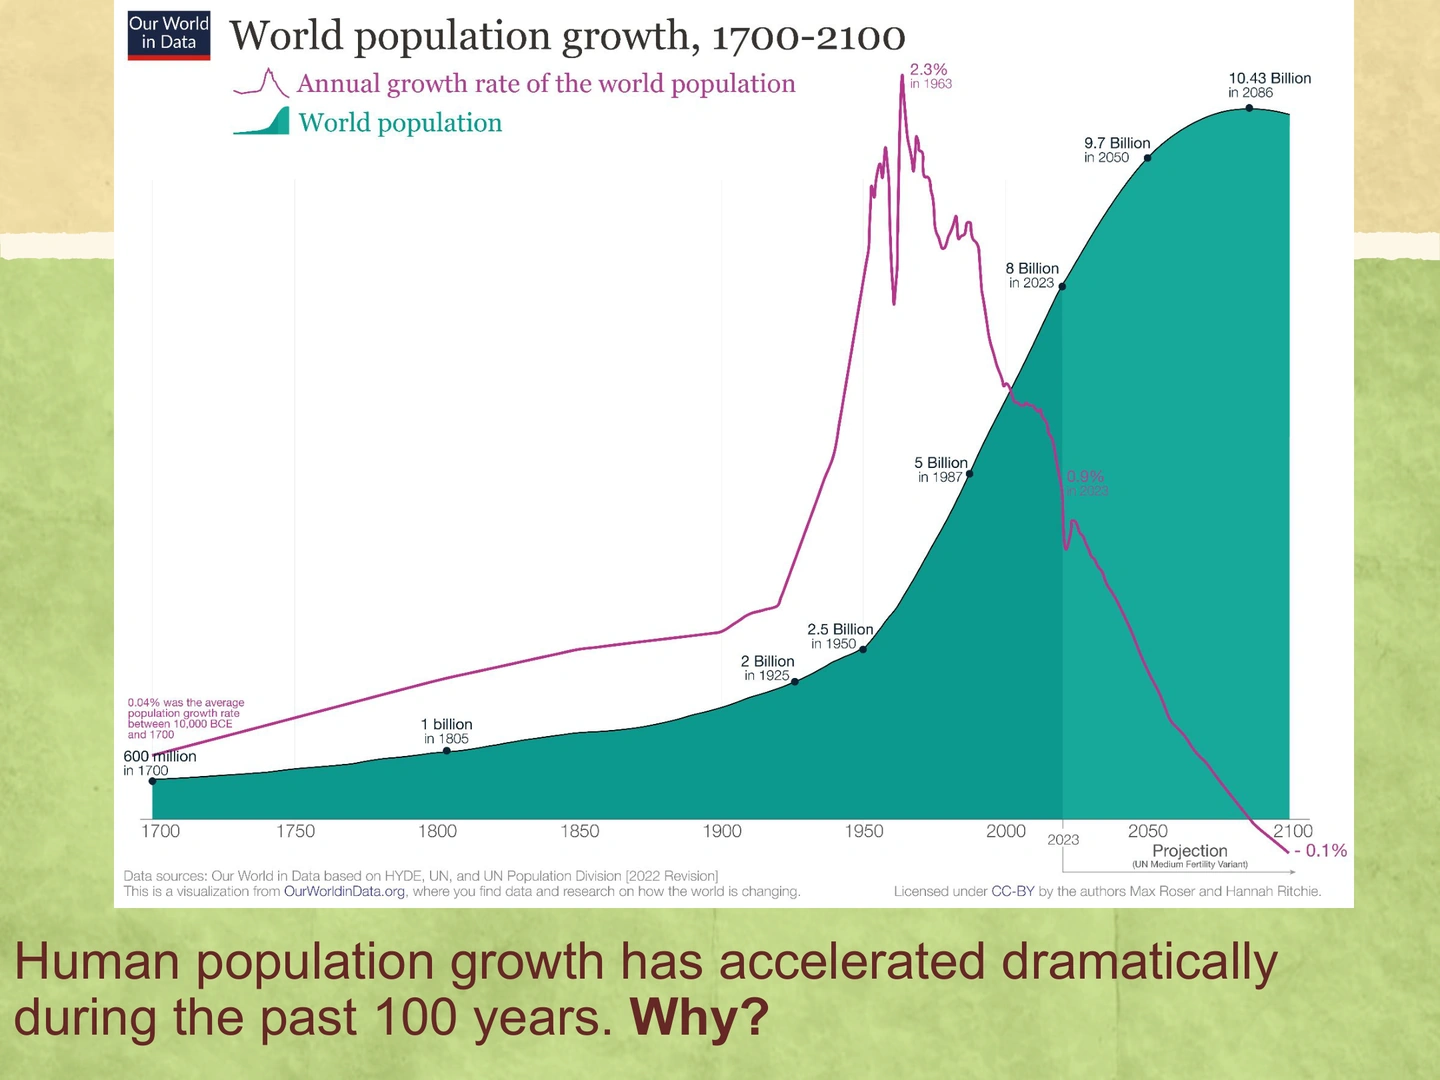 Our World
in Data
World population growth, 1700-2100
Annual growth rate of the world population
World population
2.3%
in 1963
10.43 Billion
in 2086
9.7 Billion
in 2050
8 Billion
in 2023
5 Billion
in 1987
0.9%
in 2023
2.5 Billion
in 1950
2 Billion
in 1925
1 billion
in 1805
0.04% was the average
population growth rate
between 10,000 BCE
and 1700
600 million
in 1700
1700 1750 1800 1850 1900 1950 2000 2023 2050 2100
- 0.1%
Projection
(UN Medium Fertility Variant)
Data sources: Our World in Data based on HYDE, UN, and UN Population Division [2022 Revision]
This is a visualization from OurWorldinData.org, where you find data and research on how the world is changing.
Licensed under CC-BY by the authors Max Roser and Hannah Ritchie.
Human population growth has accelerated dramatically
during the past 100 years. Why?